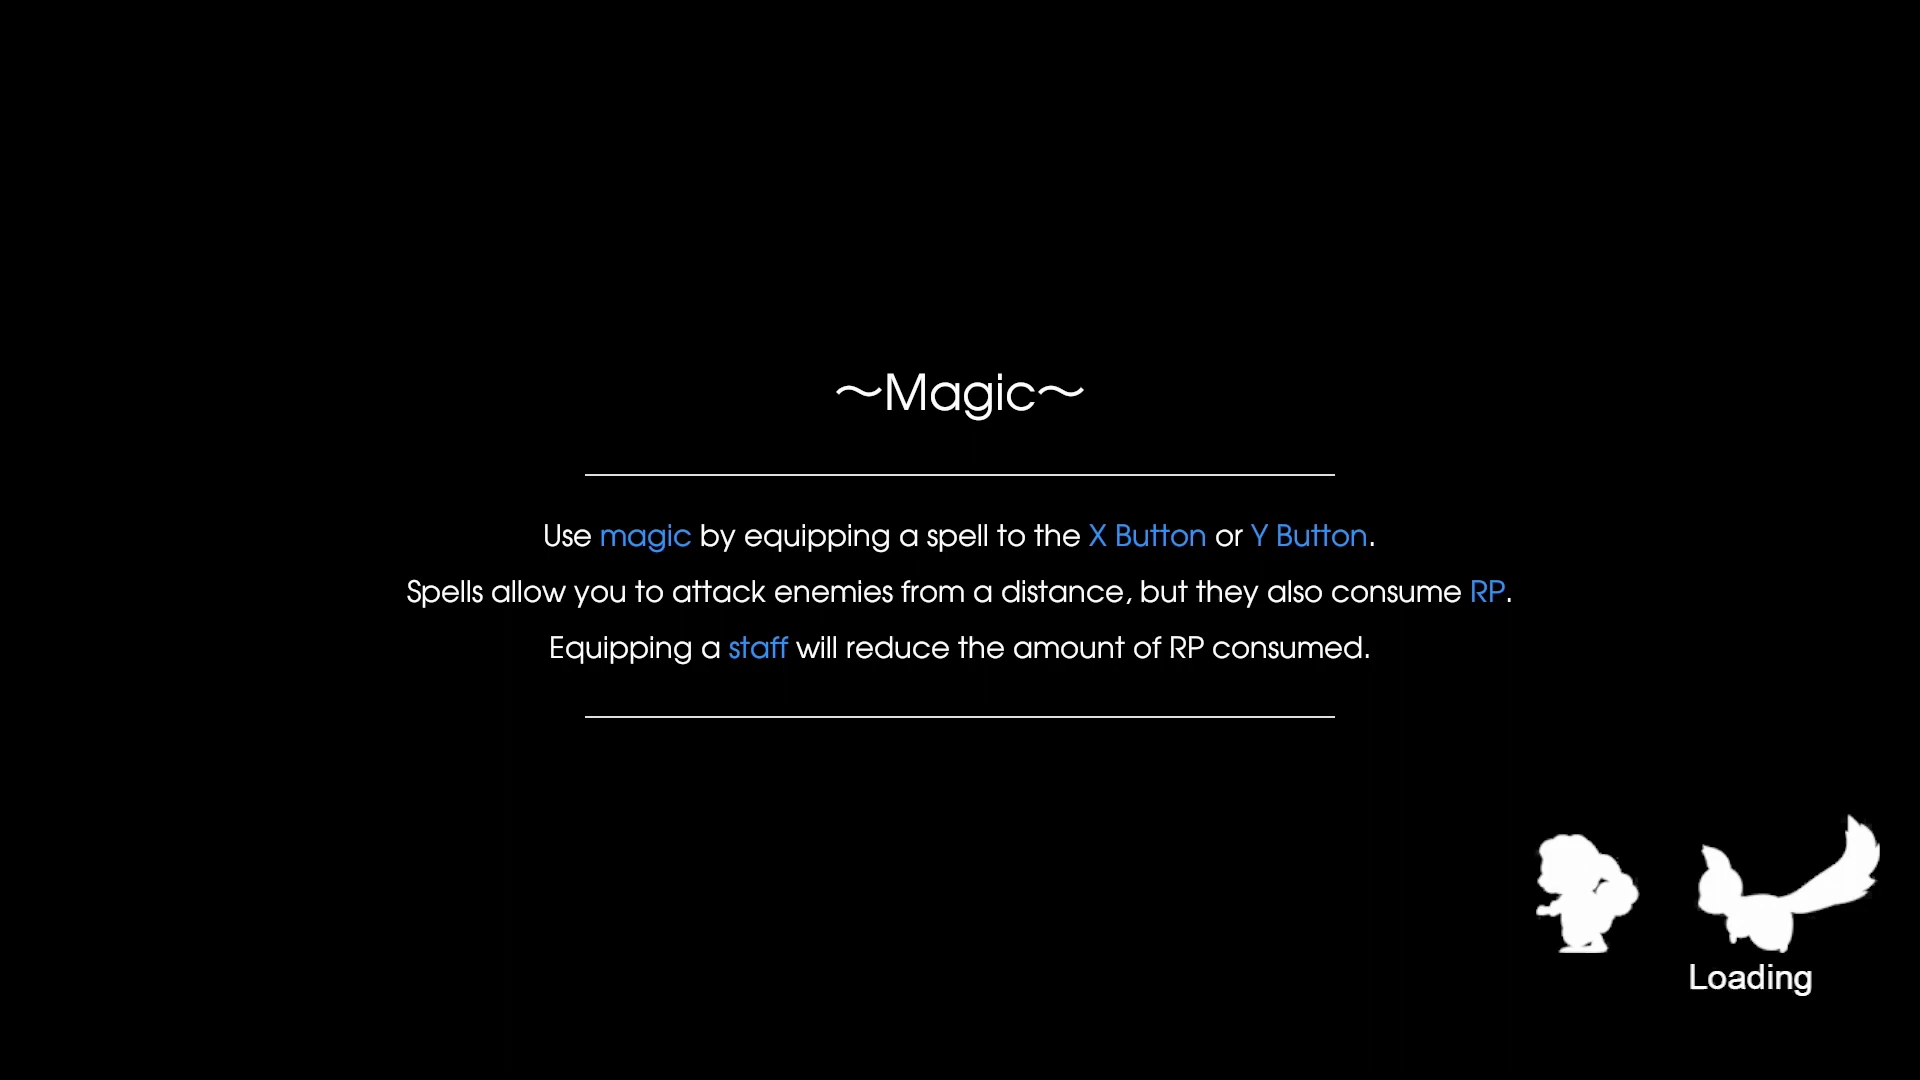 ～Magic～
Use magic by equipping a spell to the X Button or Y Button.
Spells allow you to attack enemies from a distance, but they also consume RP.
Equipping a staff will reduce the amount of RP consumed.
Loading